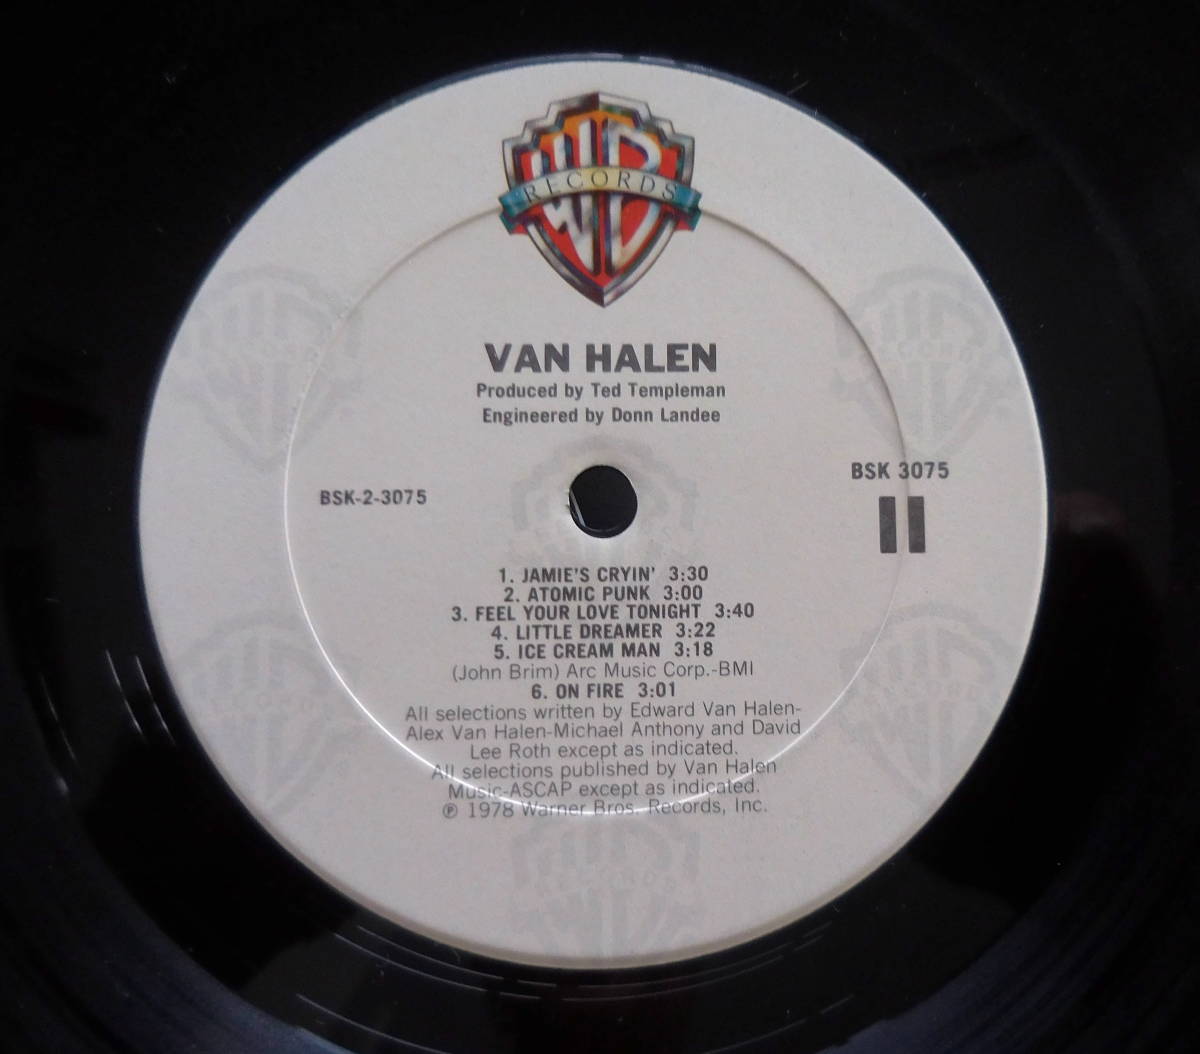 WB
RECORDS
VAN HALEN
Produced by Ted Templeman
Engineered by Donn Landee
BSK-2-3075
BSK 3075
II
1. JAMIE'S CRYIN' 3:30
2. ATOMIC PUNK 3:00
3. FEEL YOUR LOVE TONIGHT 3:40
4. LITTLE DREAMER 3:22
5. ICE CREAM MAN 3:18
(John Brim) Arc Music Corp.-BMI
6. ON FIRE 3:01
All selections written by Edward Van Halen-
Alex Van Halen-Michael Anthony and David
Lee Roth except as indicated.
All selections published by Van Halen
Music-ASCAP except as indicated.
℗ 1978 Warner Bros. Records, Inc.